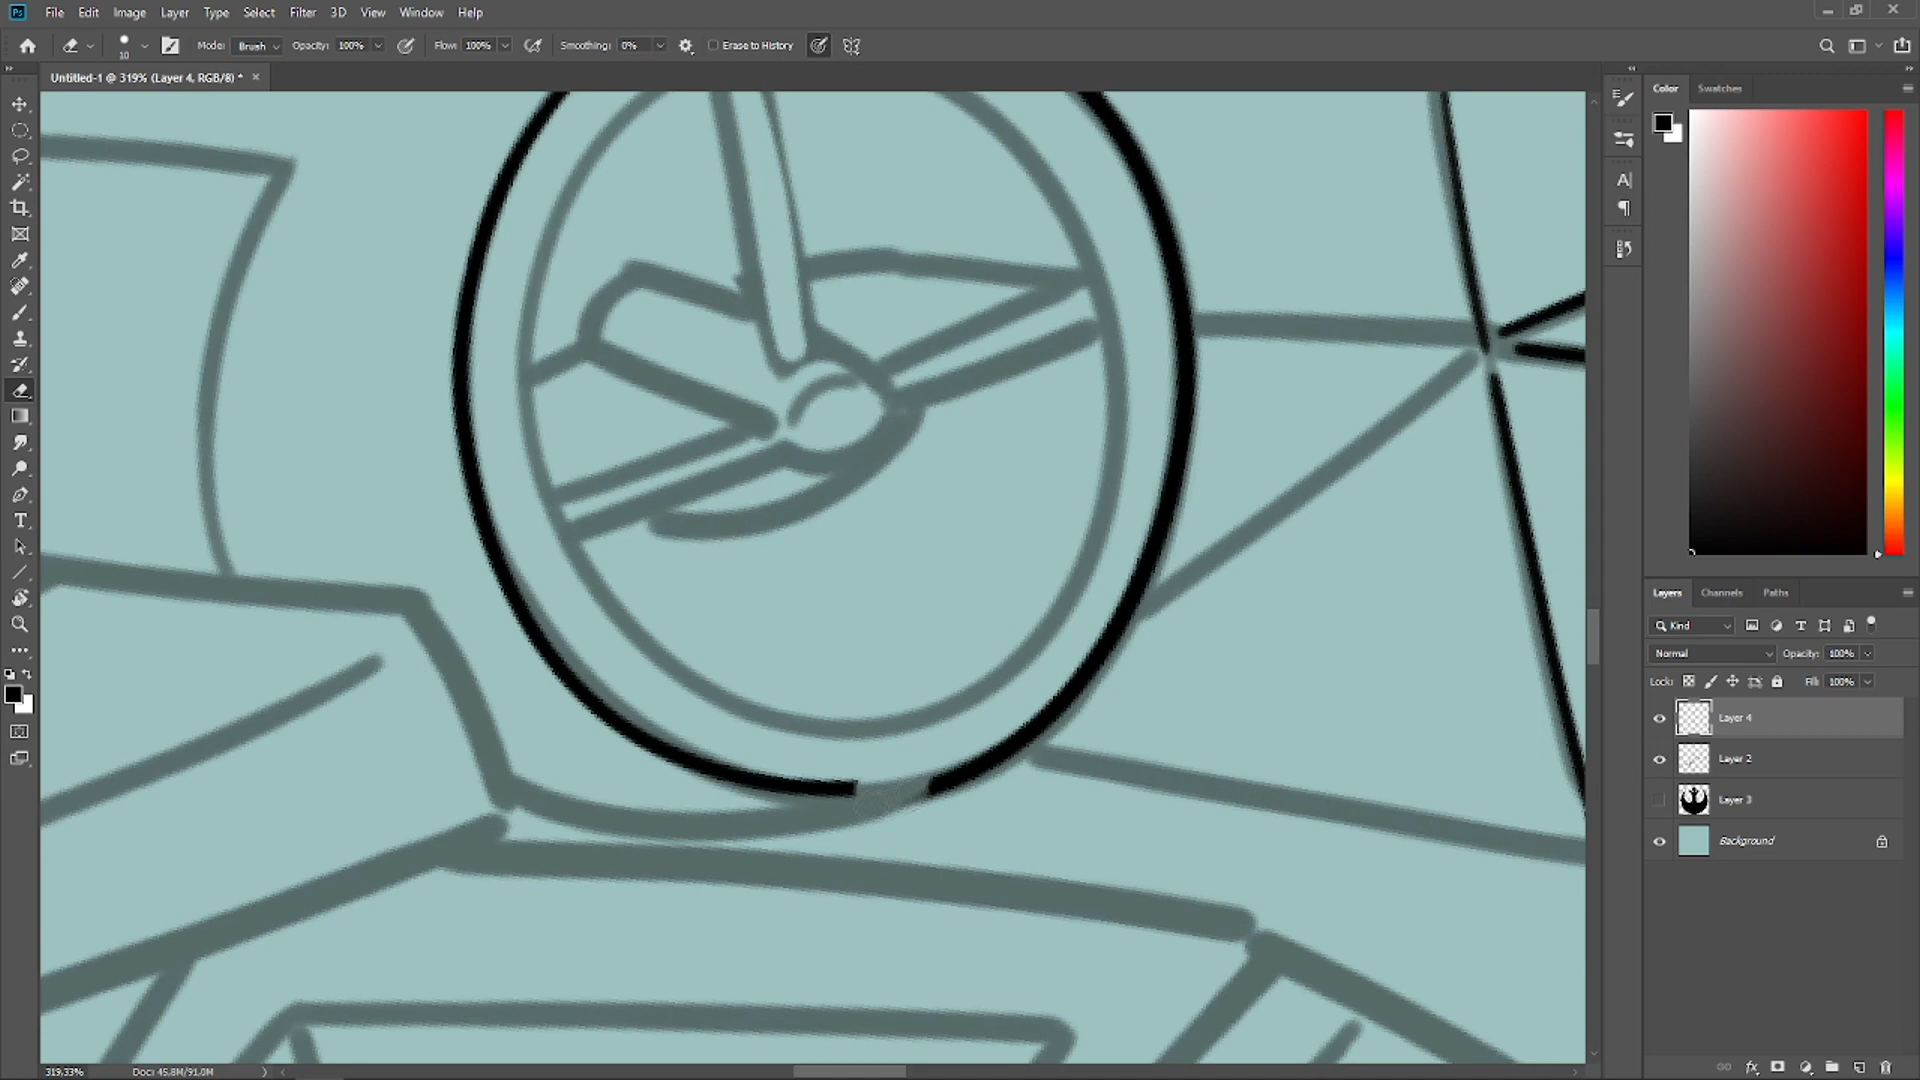 Ps File Edit Image Layer Type Select Filter 3D View Window Help
10 Mode: Brush Opacity: 100% Flow: 100% Smoothing: 0% Erase to History
Untitled-1 @ 319% (Layer 4, RGB/8) *
Color Swatches
Layers Channels Paths
Kind
Normal Opacity: 100%
Lock: Fill: 100%
Layer 4
Layer 2
Layer 3
Background
319,33% Doc: 45,8M/91,0M